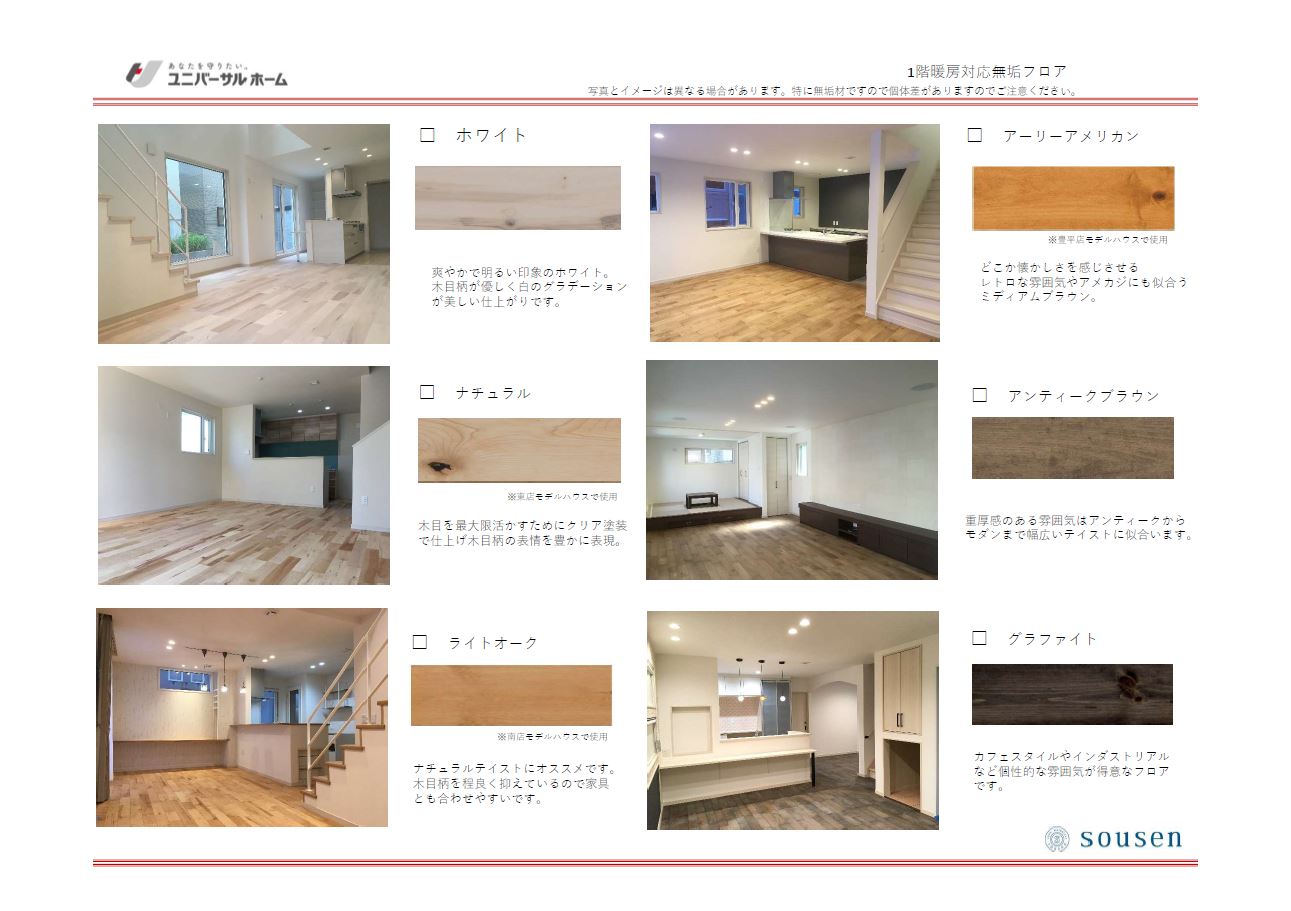 あなたを守りたい。
ユニバーサルホーム
1階暖房対応無垢フロア
写真とイメージは異なる場合があります。特に無垢材ですので個体差がありますのでご注意ください。
□ ホワイト
爽やかで明るい印象のホワイト。
木目柄が優しく白のグラデーション
が美しい仕上がりです。
□ アーリーアメリカン
※豊平店モデルハウスで使用
どこか懐かしさを感じさせる
レトロな雰囲気やアメカジにも似合う
ミディアムブラウン。
□ ナチュラル
※東店モデルハウスで使用
木目を最大限活かすためにクリア塗装
で仕上げ木目柄の表情を豊かに表現。
□ アンティークブラウン
重厚感のある雰囲気はアンティークから
モダンまで幅広いテイストに似合います。
□ ライトオーク
※南店モデルハウスで使用
ナチュラルテイストにオススメです。
木目柄を程良く抑えているので家具
とも合わせやすいです。
□ グラファイト
カフェスタイルやインダストリアル
など個性的な雰囲気が得意なフロア
です。
sousen